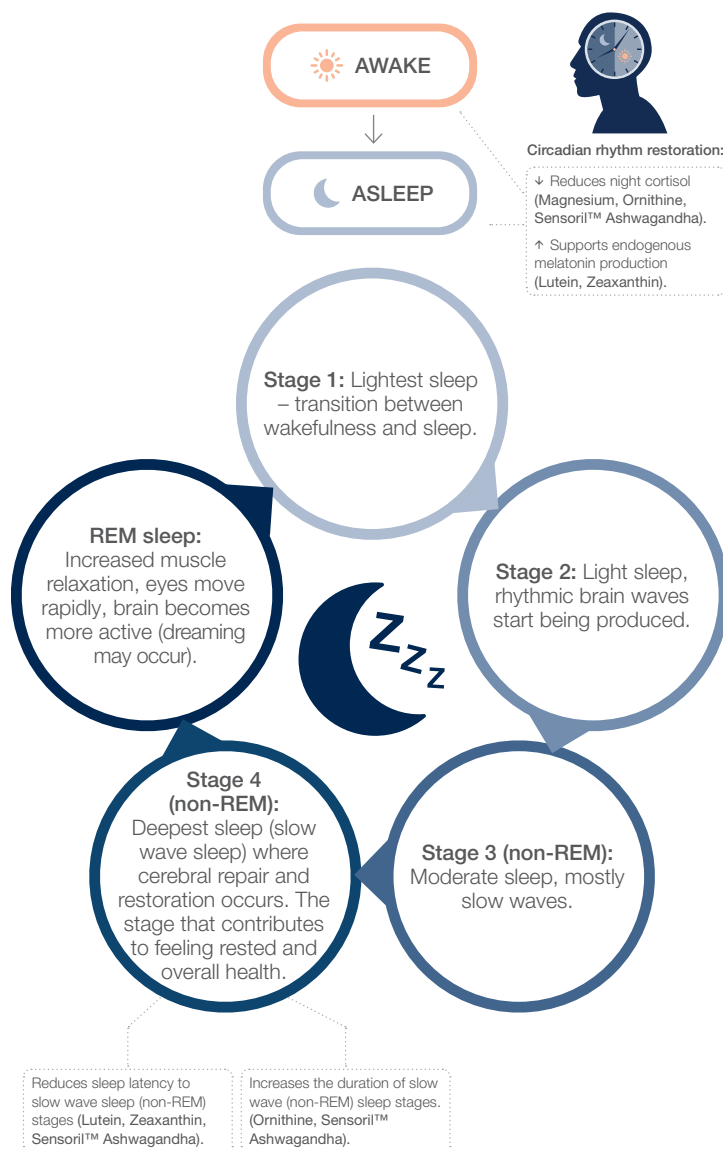 AWAKE
ASLEEP
Circadian rhythm restoration:
↓ Reduces night cortisol
(Magnesium, Ornithine,
Sensoril™ Ashwagandha).
↑ Supports endogenous
melatonin production
(Lutein, Zeaxanthin).
Stage 1: Lightest sleep
– transition between
wakefulness and sleep.
Stage 2: Light sleep,
rhythmic brain waves
start being produced.
Stage 3 (non-REM):
Moderate sleep, mostly
slow waves.
Stage 4
(non-REM):
Deepest sleep (slow
wave sleep) where
cerebral repair and
restoration occurs. The
stage that contributes
to feeling rested and
overall health.
REM sleep:
Increased muscle
relaxation, eyes move
rapidly, brain becomes
more active (dreaming
may occur).
Z
Z
Z
Reduces sleep latency to
slow wave sleep (non-REM)
stages (Lutein, Zeaxanthin,
Sensoril™ Ashwagandha).
Increases the duration of slow
wave (non-REM) sleep stages.
(Ornithine, Sensoril™
Ashwagandha).